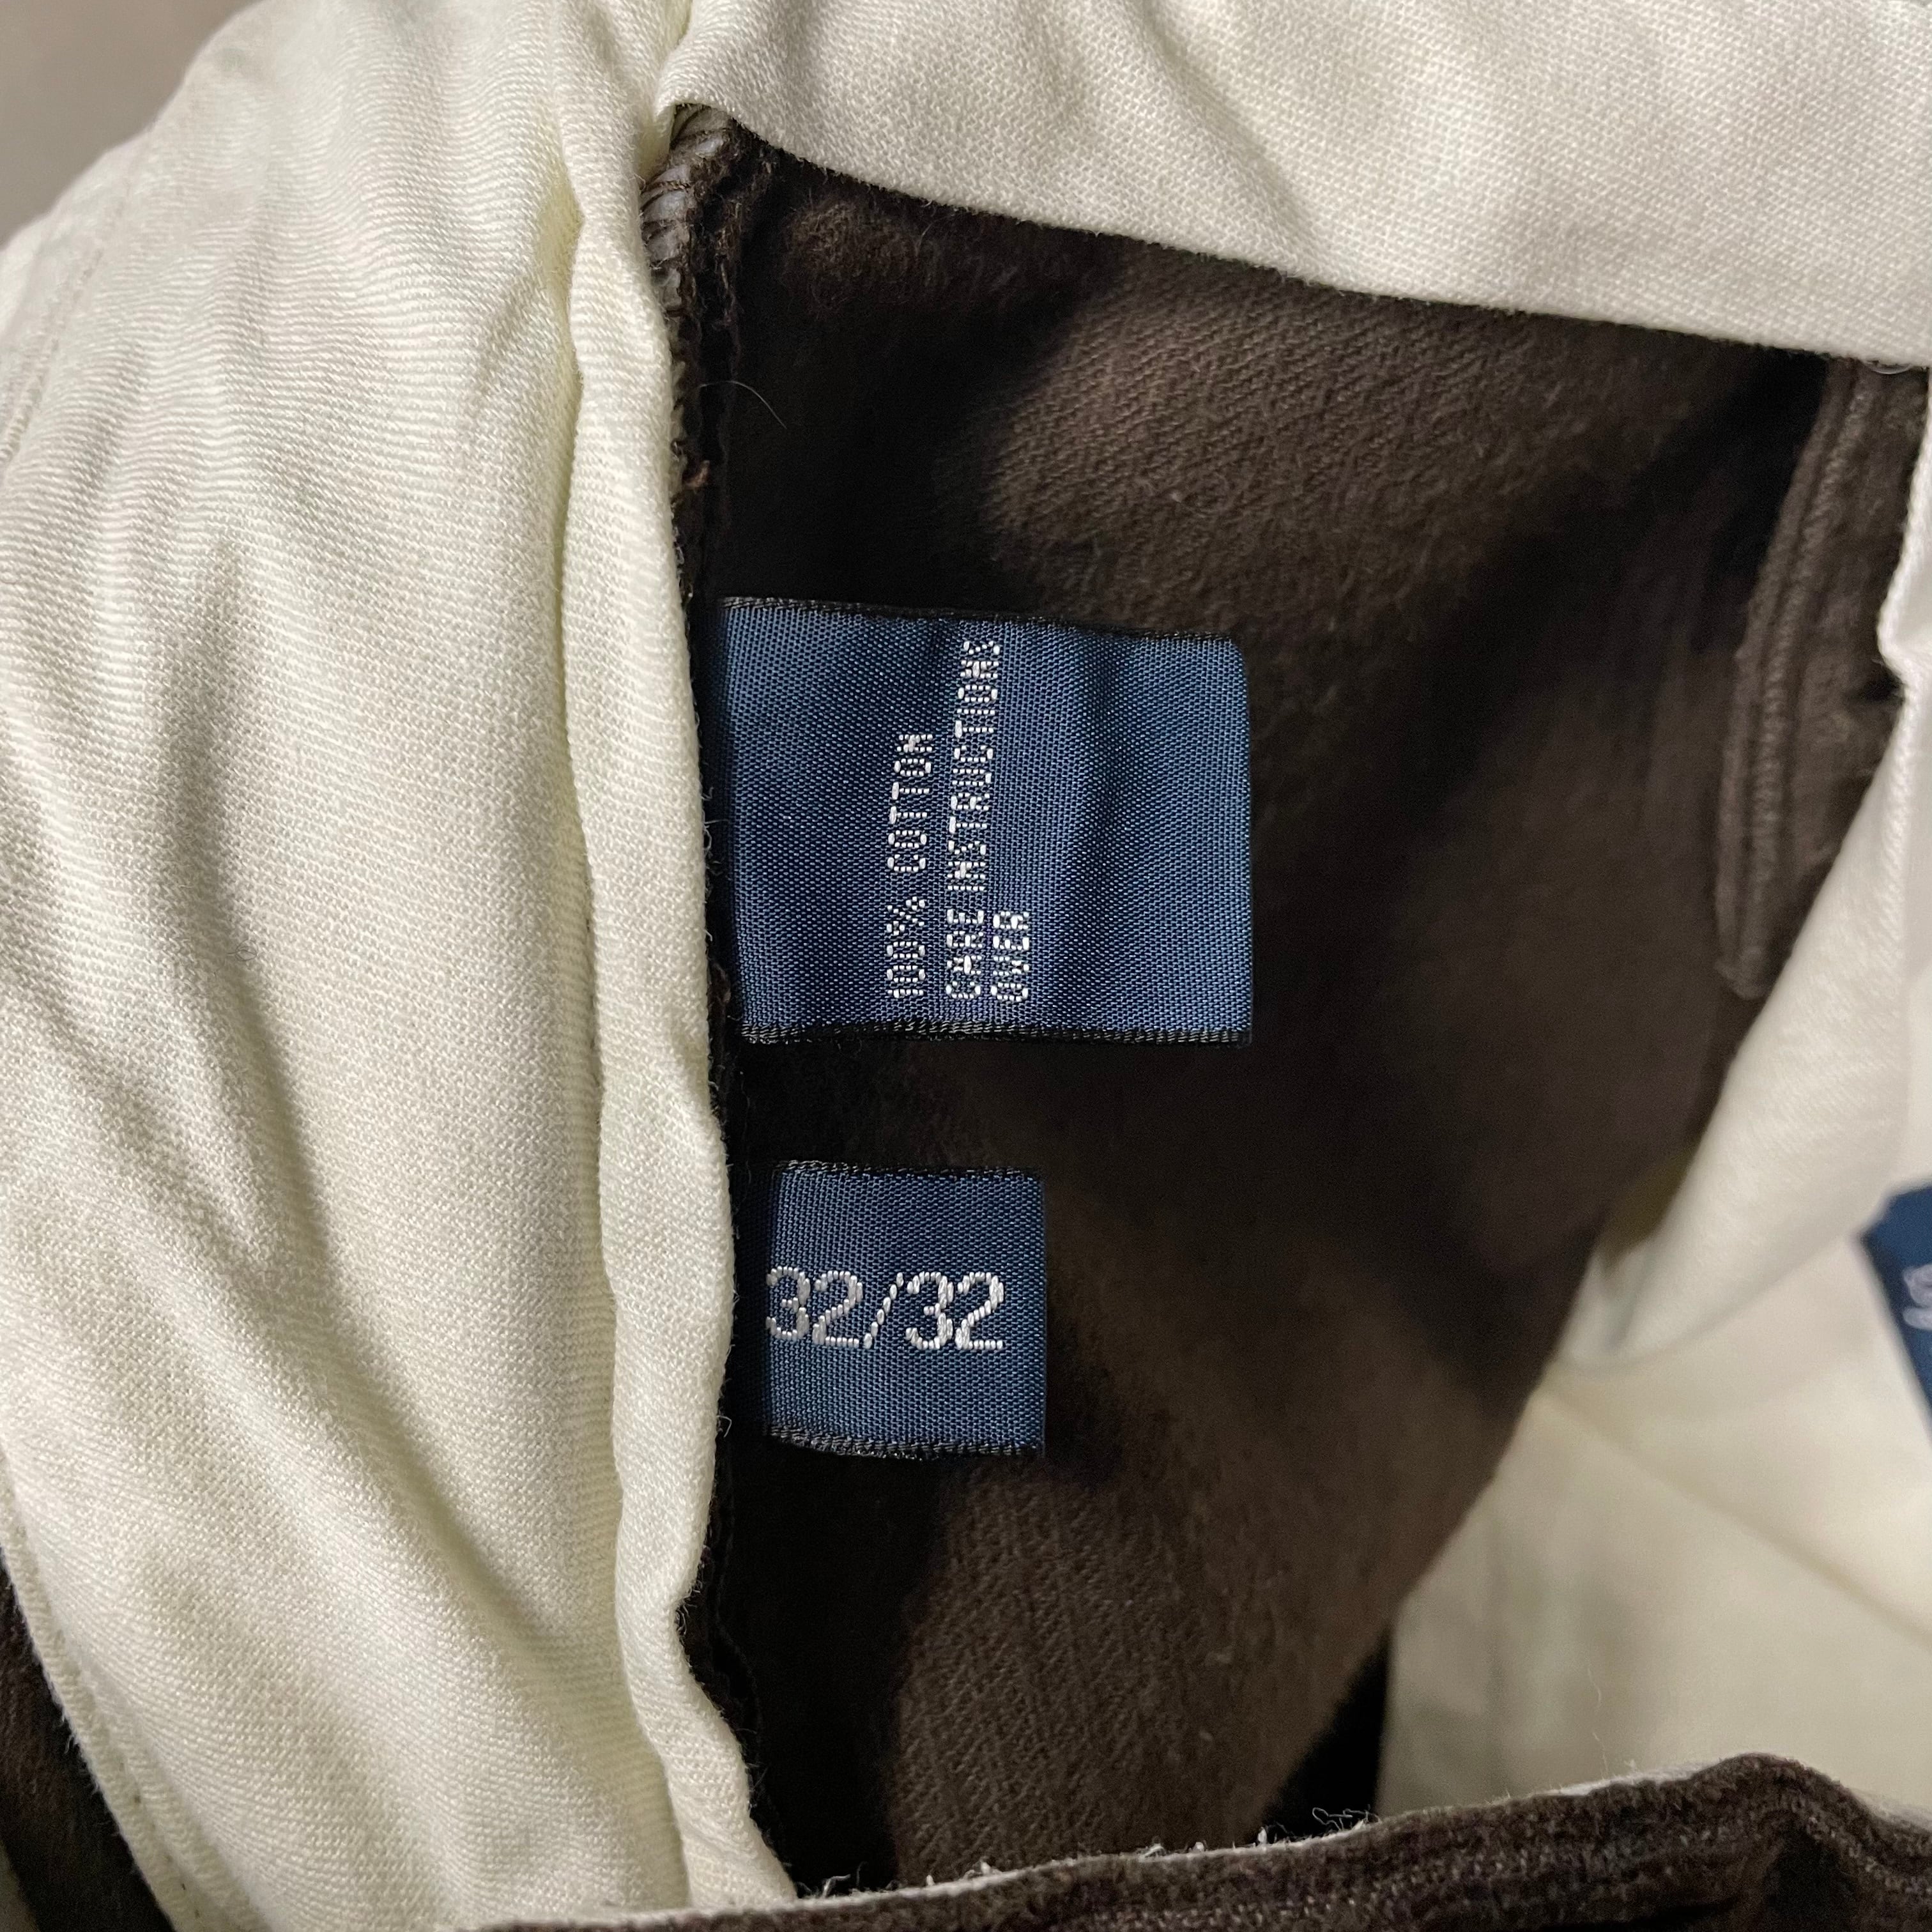 100% COTTON
CARE INSTRUCTIONS
OVER
32/32